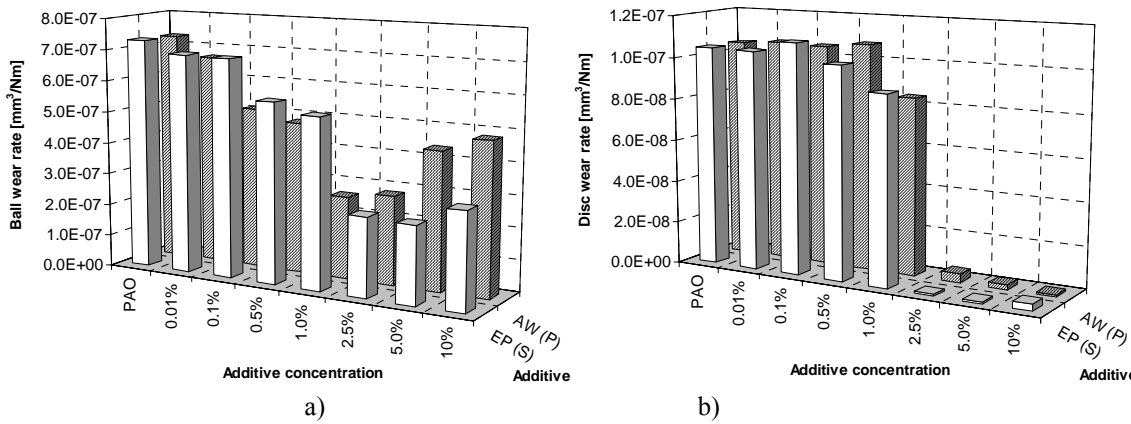 8.0E-07
7.0E-07
6.0E-07
5.0E-07
4.0E-07
3.0E-07
2.0E-07
1.0E-07
0.0E+00
Ball wear rate [mm³/Nm]
PAO
0.01%
0.1%
0.5%
1.0%
2.5%
5.0%
10%
EP (S)
AW (P)
Additive concentration
Additive
a)
1.2E-07
1.0E-07
8.0E-08
6.0E-08
4.0E-08
2.0E-08
0.0E+00
Disc wear rate [mm³/Nm]
PAO
0.01%
0.1%
0.5%
1.0%
2.5%
5.0%
10%
EP (S)
AW (P)
Additive concentration
Additive
b)